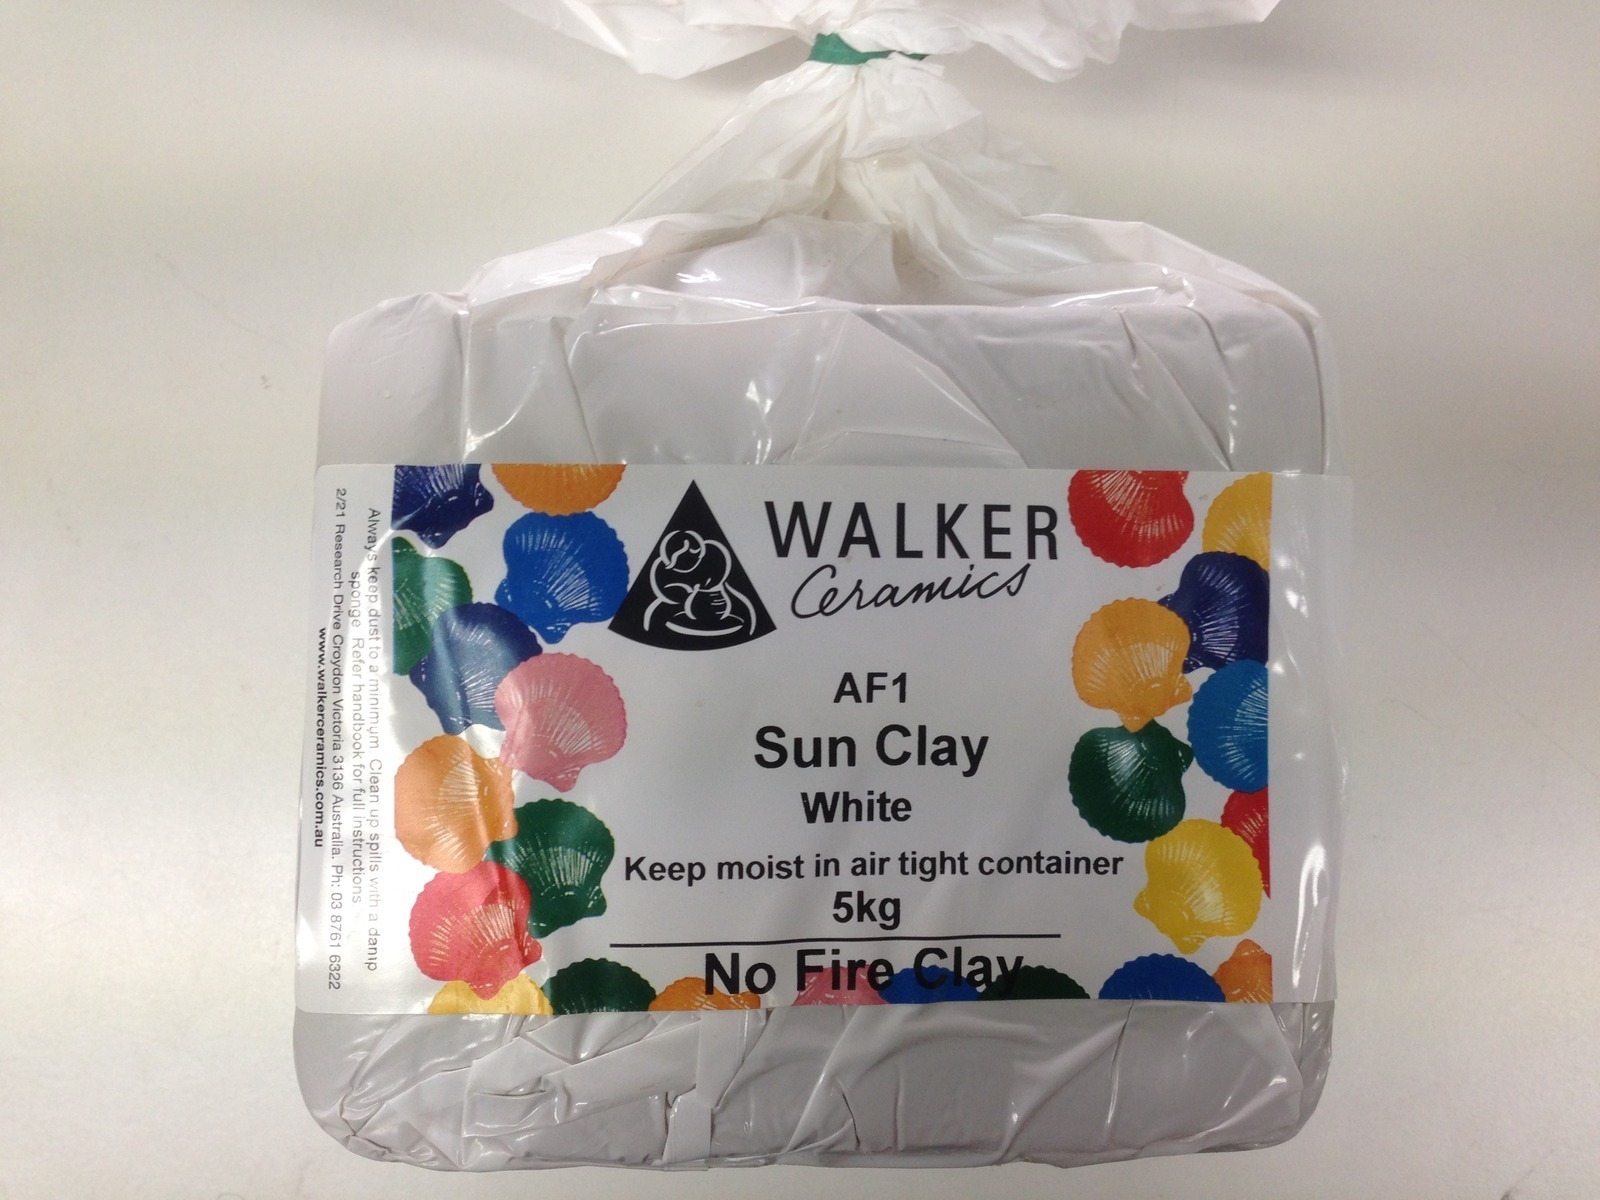 WALKER
Ceramics
AF1
Sun Clay
White
Keep moist in air tight container
5kg
No Fire Clay
Always keep dust to a minimum. Clean up spills with a damp
sponge. Refer handbook for full instructions
2/21 Research Drive Croydon Victoria 3136 Australia. Ph: 03 8761 6322
www.walkerceramics.com.au